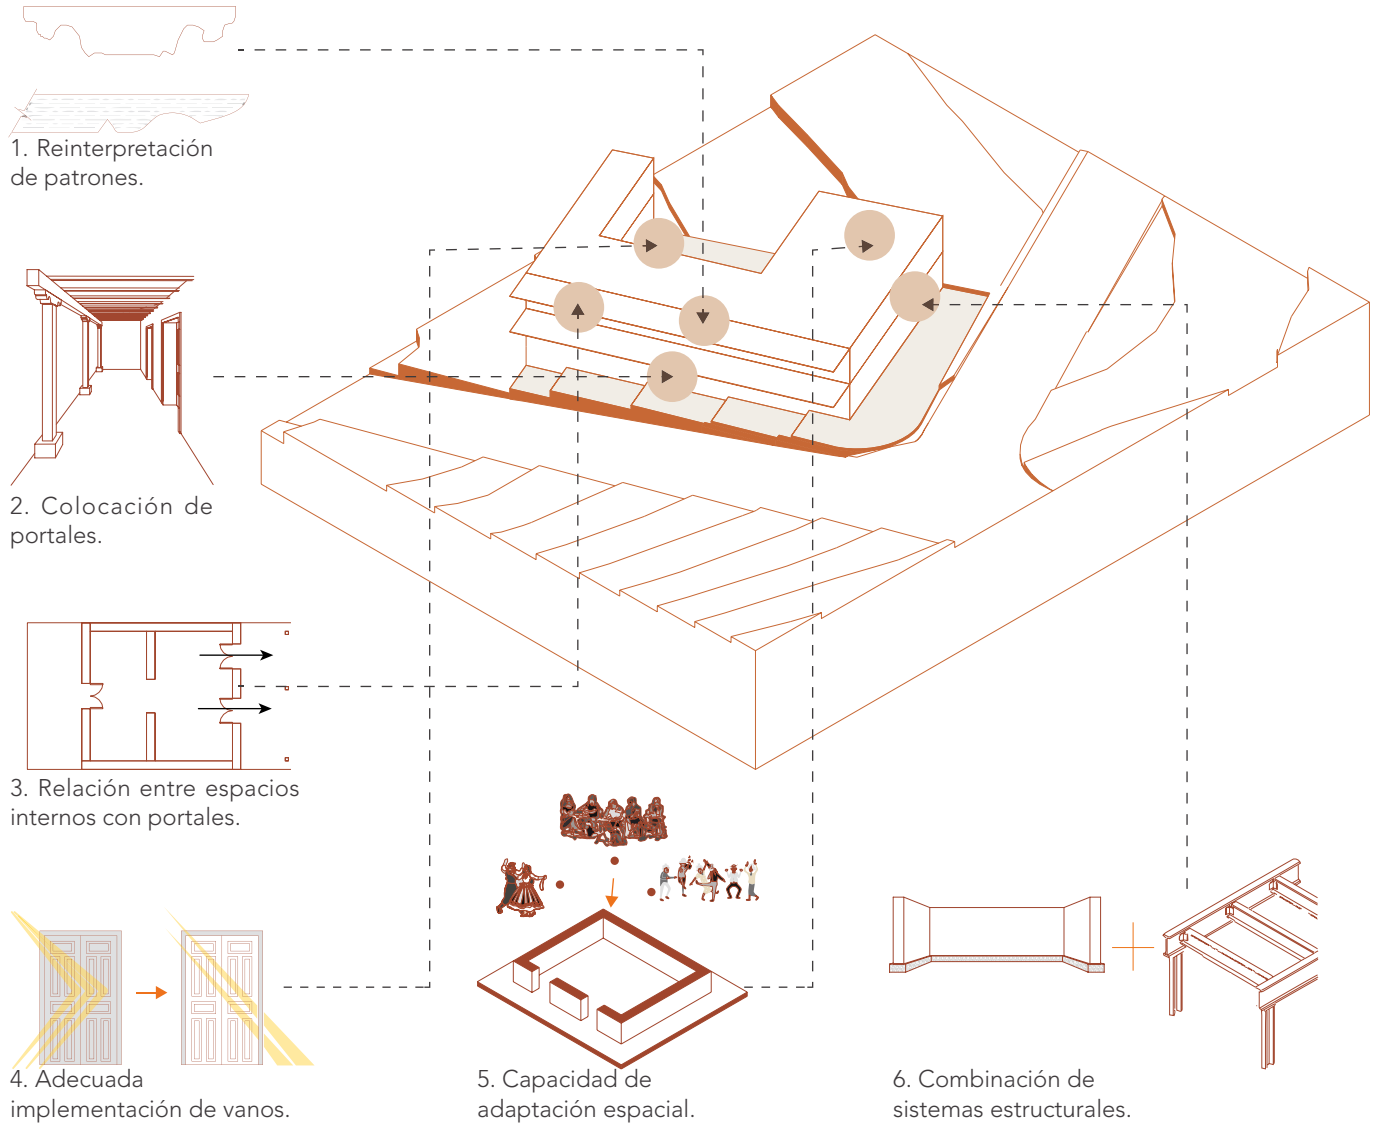 1. Reinterpretación
de patrones.
2. Colocación de
portales.
3. Relación entre espacios
internos con portales.
4. Adecuada
implementación de vanos.
5. Capacidad de
adaptación espacial.
6. Combinación de
sistemas estructurales.